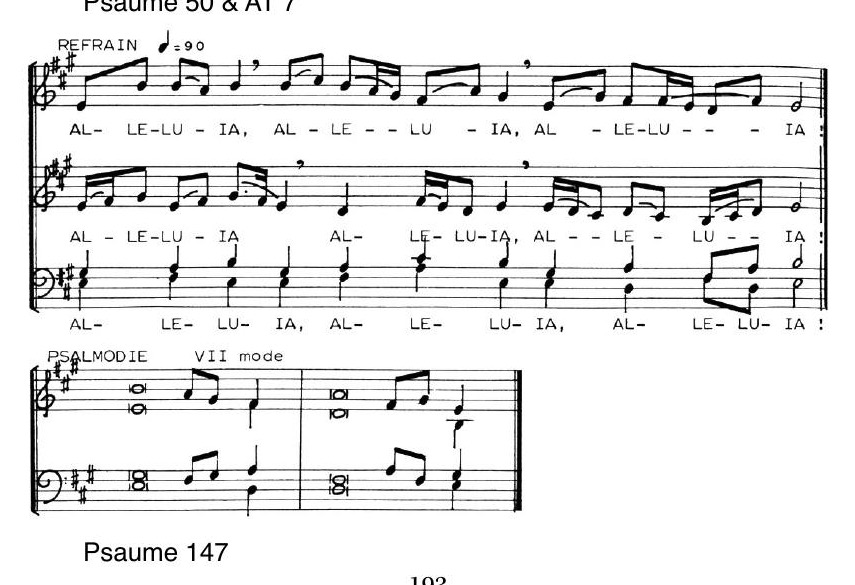 Psaume 50 & AT 7
REFRAIN ♩=90
AL- LE-LU - IA, AL - LE - - LU - IA, AL - LE-LU - - - IA :
AL - LE-LU - IA AL- LE- LU-IA, AL - - LE - LU - - IA :
AL- LE- LU- IA, AL- LE- LU- IA, AL- LE- LU- IA :
PSALMODIE VII mode
Psaume 147